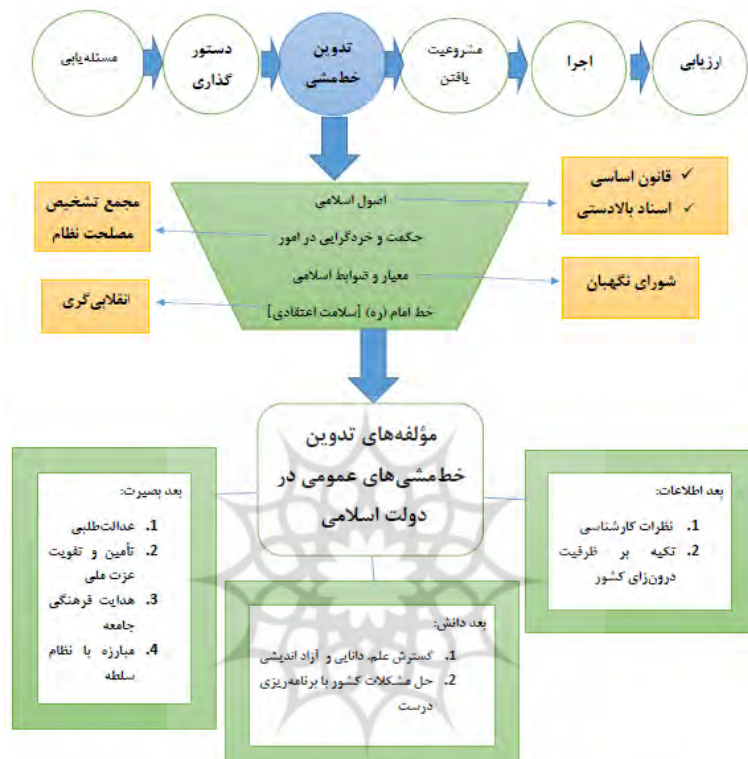 مسئله‌یابی
دستور
گذاری
تدوین
خط‌مشی
مشروعیت
یافتن
اجرا
ارزیابی
مجمع تشخیص
مصلحت نظام
انقلابی‌گری
اصول اسلامی
حکمت و خردگرایی در امور
معیار و ضوابط اسلامی
خط امام (ره) [سلامت اعتقادی]
✓ قانون اساسی
✓ اسناد بالادستی
شورای نگهبان
مؤلفه‌های تدوین
خط‌مشی‌های عمومی در
دولت اسلامی
بعد اطلاعات:
1. نظرات کارشناسی
2. تکیه بر ظرفیت
درون‌زای کشور
بعد دانش:
1. گسترش علم، دانایی و آزاد اندیشی
2. حل مشکلات کشور با برنامه‌ریزی
درست
بعد بصیرت:
1. عدالت‌طلبی
2. تأمین و تقویت
عزت ملی
3. هدایت فرهنگی
جامعه
4. مبارزه با نظام
سلطه